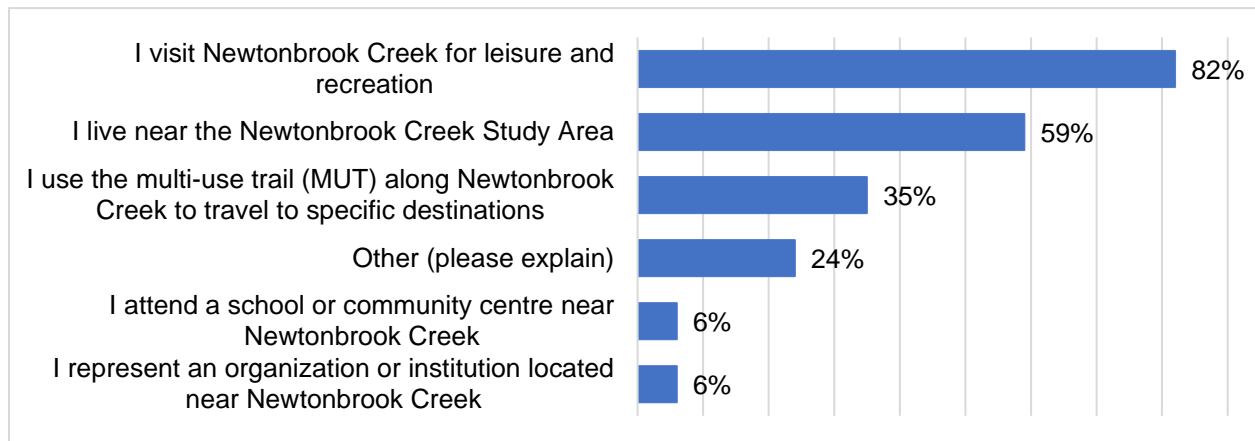 I visit Newtonbrook Creek for leisure and
recreation
82%
I live near the Newtonbrook Creek Study Area
59%
I use the multi-use trail (MUT) along Newtonbrook
Creek to travel to specific destinations
35%
Other (please explain)
24%
I attend a school or community centre near
Newtonbrook Creek
6%
I represent an organization or institution located
near Newtonbrook Creek
6%